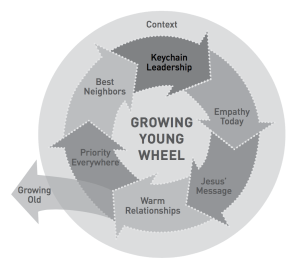 Context
Keychain
Leadership
Best
Neighbors
Empathy
Today
GROWING
YOUNG
WHEEL
Priority
Everywhere
Jesus'
Message
Growing
Old
Warm
Relationships